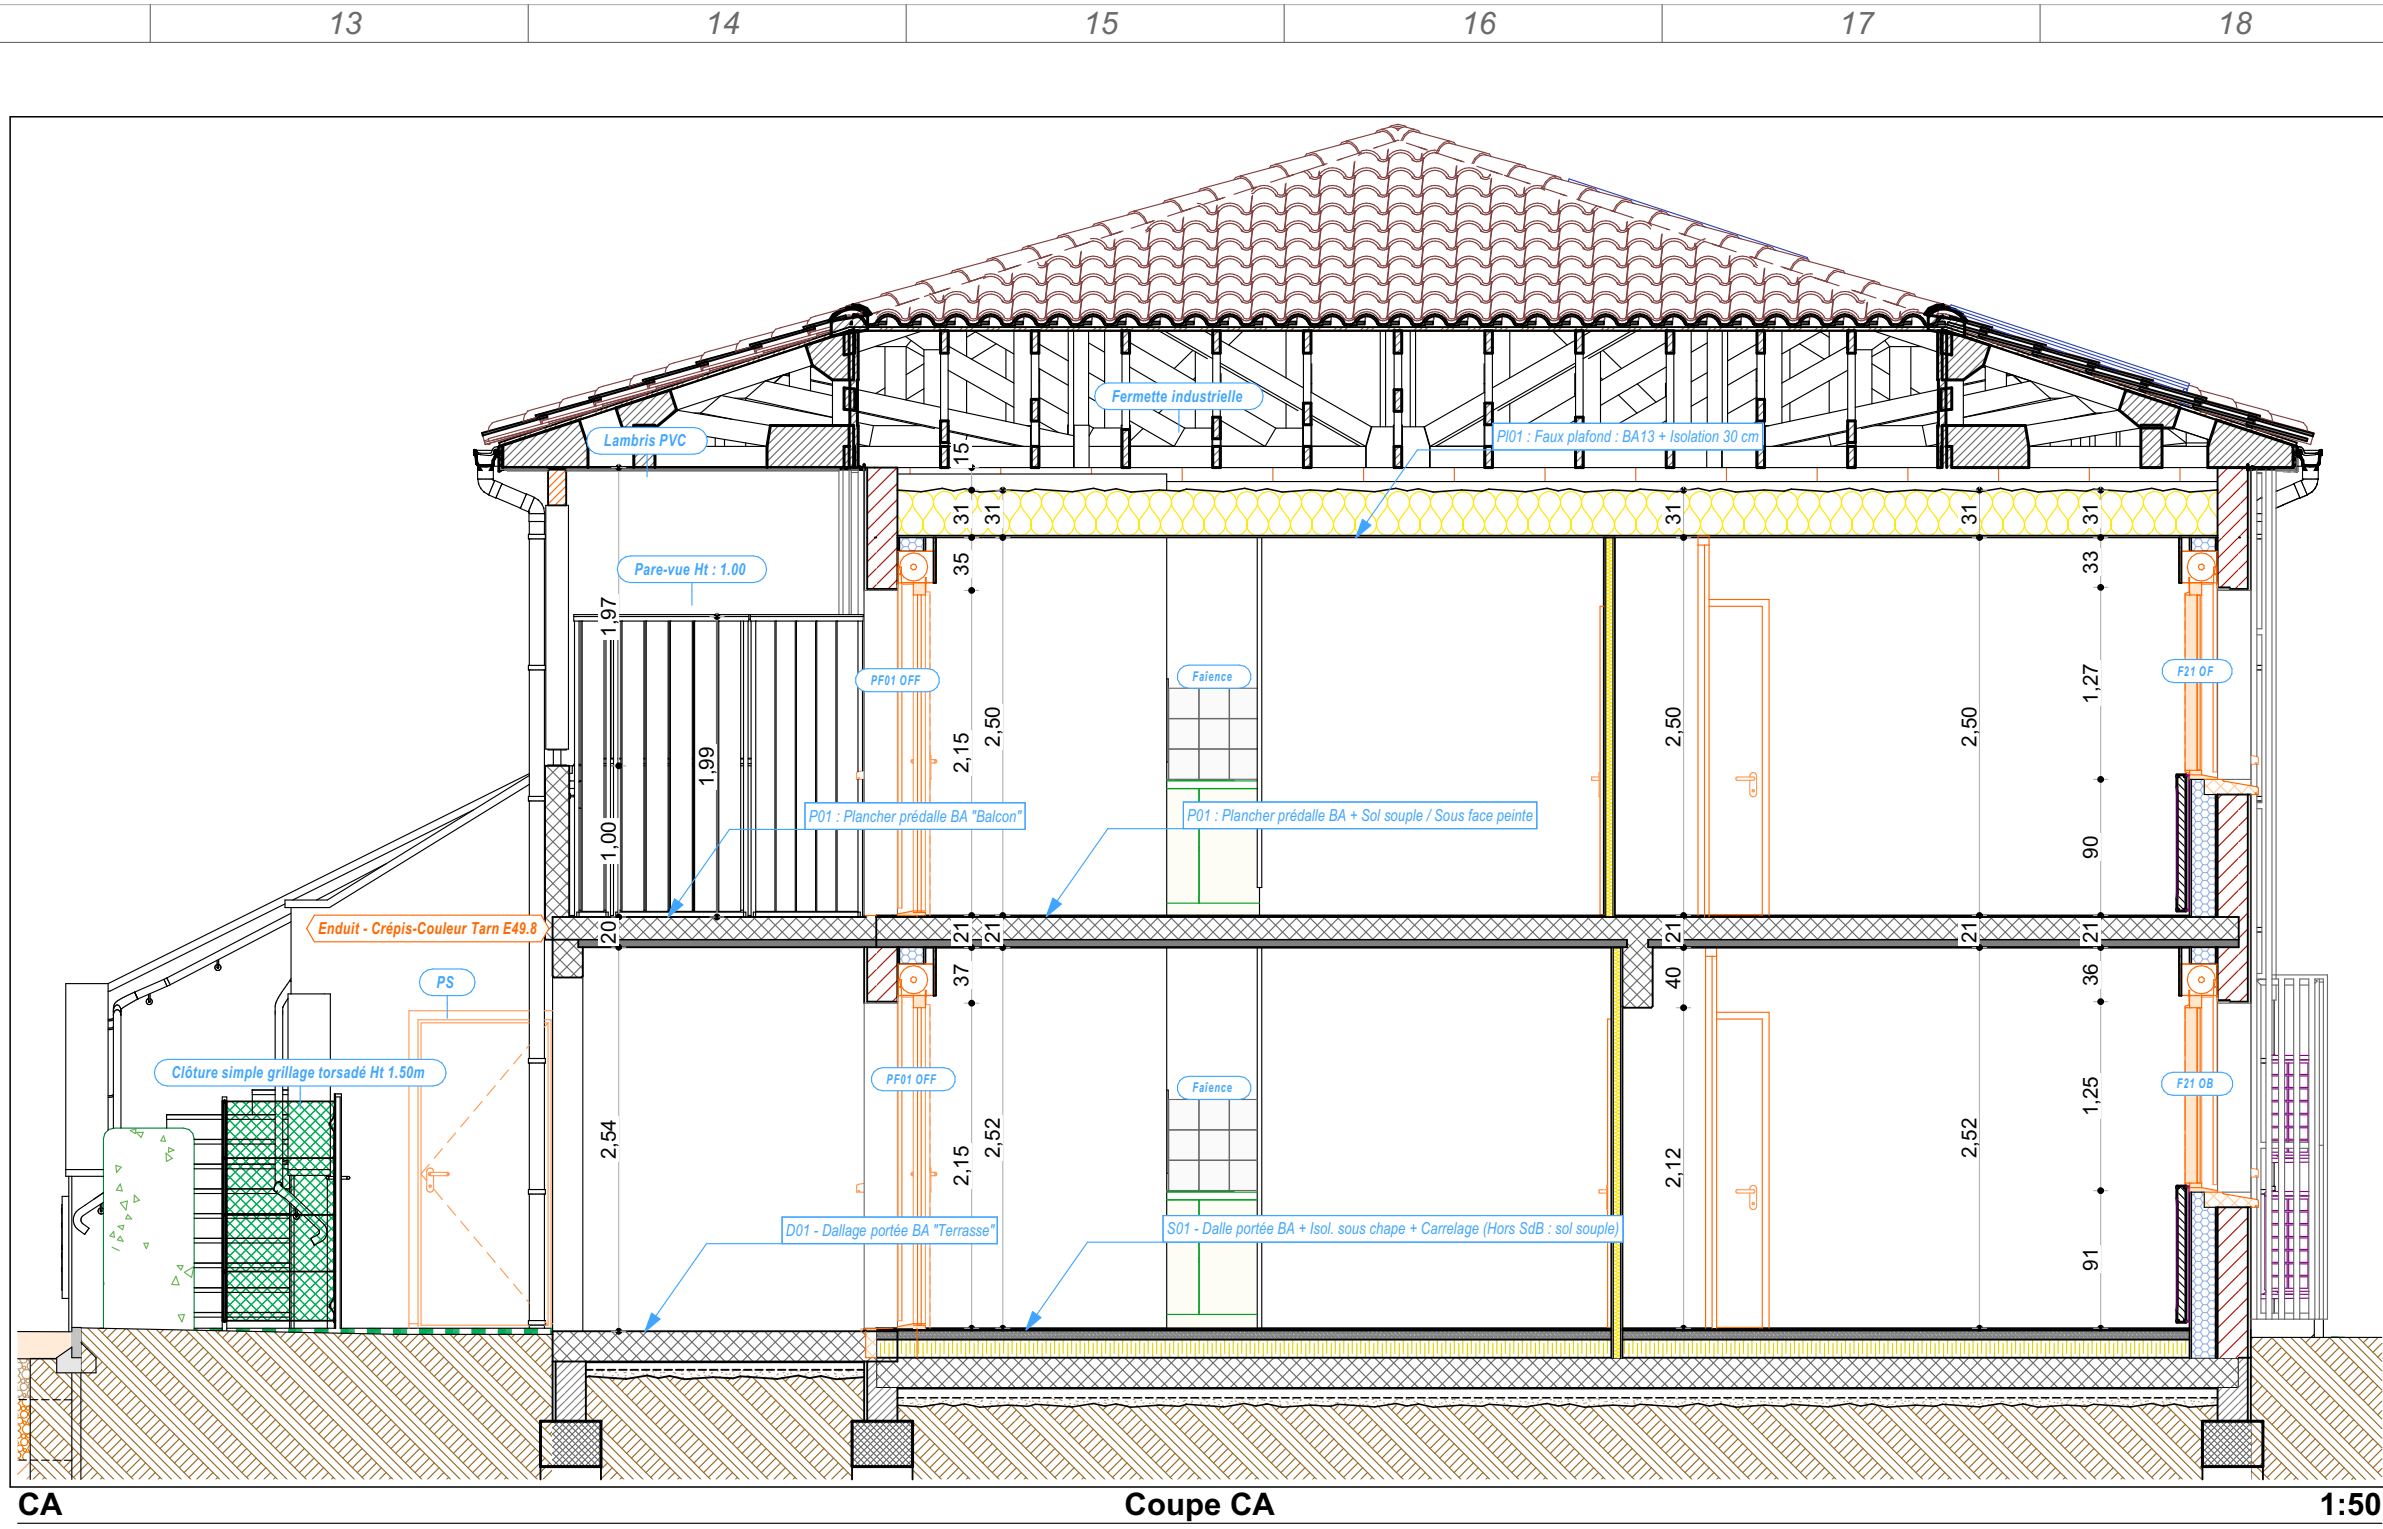 13
14
15
16
17
18
Fermette industrielle
Lambris PVC
PI01 : Faux plafond : BA13 + Isolation 30 cm
15
31
31
31
31
31
35
33
Pare-vue Ht : 1.00
1,97
PF01 OFF
Faïence
F21 OF
1,27
2,15
2,50
2,50
2,50
1,99
P01 : Plancher prédalle BA "Balcon"
P01 : Plancher prédalle BA + Sol souple / Sous face peinte
1,00
90
Enduit - Crépis-Couleur Tarn E49.8
20
21
21
21
21
21
37
40
36
PS
Clôture simple grillage torsadé Ht 1.50m
PF01 OFF
Faïence
F21 OB
1,25
2,54
2,15
2,52
2,12
2,52
D01 - Dallage portée BA "Terrasse"
S01 - Dalle portée BA + Isol. sous chape + Carrelage (Hors SdB : sol souple)
91
CA
Coupe CA
1:50